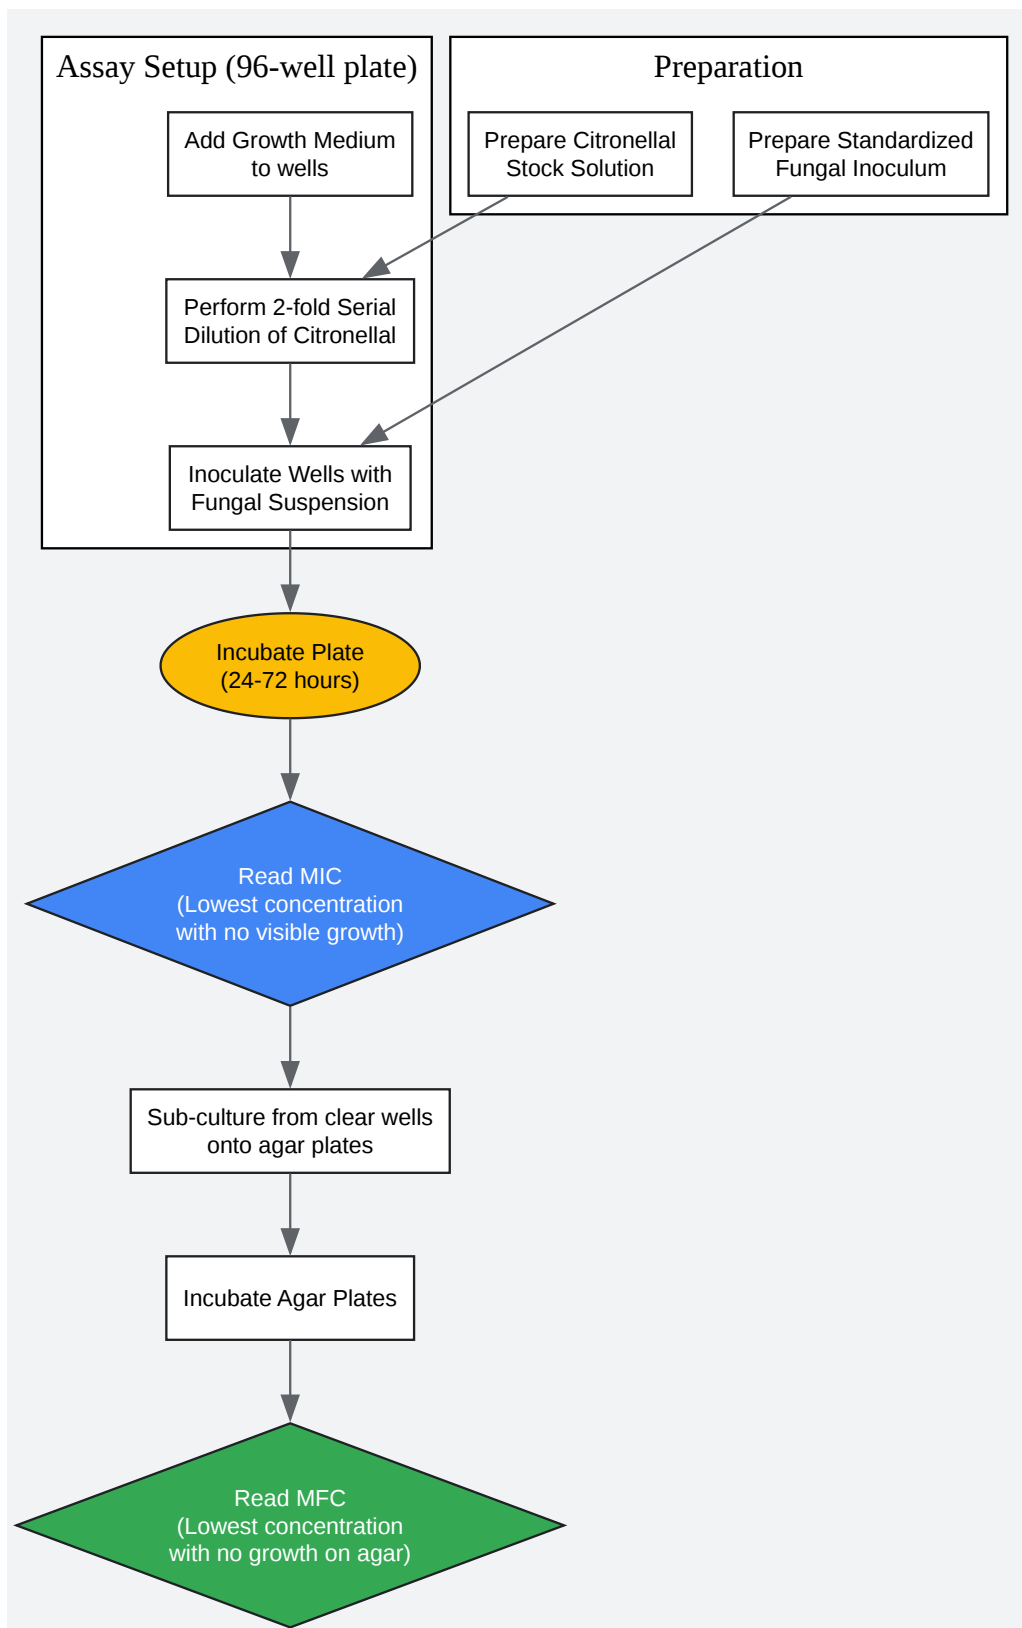 Assay Setup (96-well plate)
Preparation
Add Growth Medium
to wells
Prepare Citronellal
Stock Solution
Prepare Standardized
Fungal Inoculum
Perform 2-fold Serial
Dilution of Citronellal
Inoculate Wells with
Fungal Suspension
Incubate Plate
(24-72 hours)
Read MIC
(Lowest concentration
with no visible growth)
Sub-culture from clear wells
onto agar plates
Incubate Agar Plates
Read MFC
(Lowest concentration
with no growth on agar)